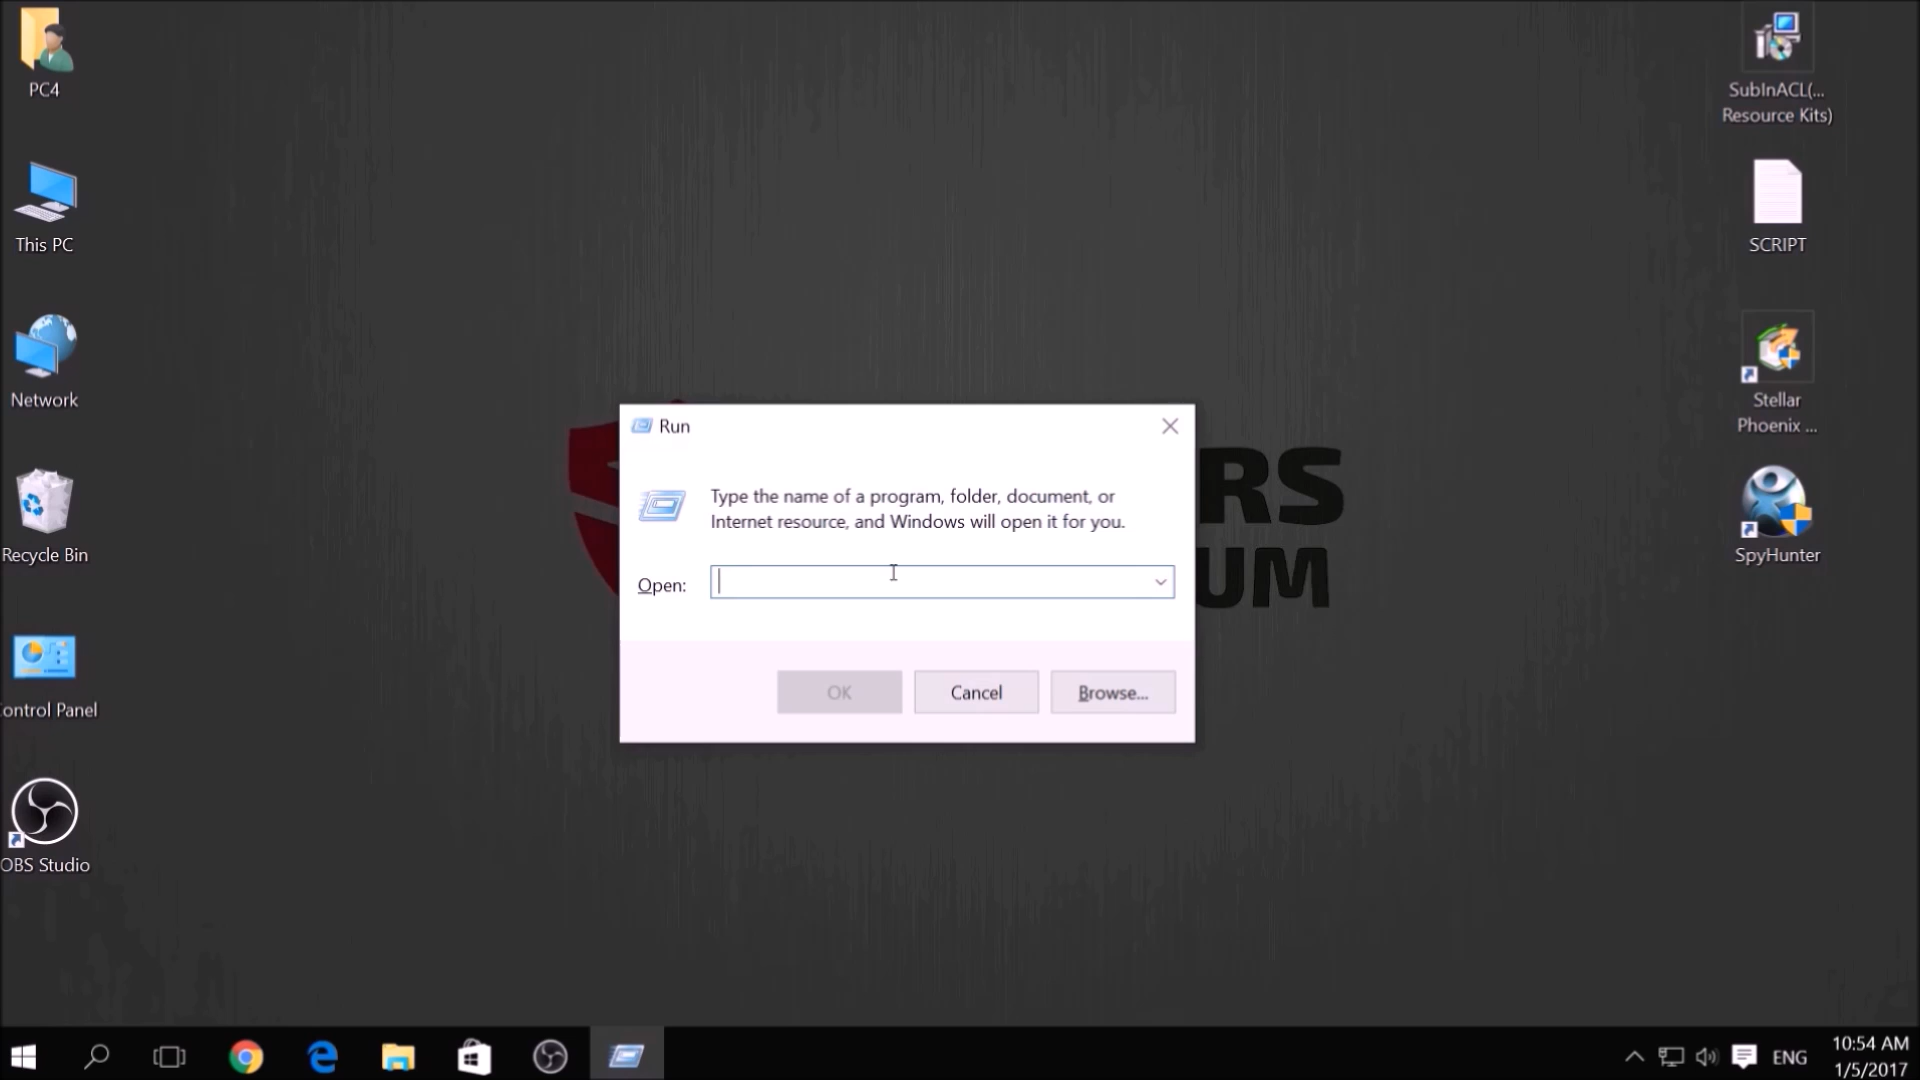 PC4
This PC
Network
Recycle Bin
ontrol Panel
OBS Studio
SubInACL(...
Resource Kits)
SCRIPT
Stellar
Phoenix ...
SpyHunter
RS
UM
Run
Type the name of a program, folder, document, or
Internet resource, and Windows will open it for you.
Open:
OK
Cancel
Browse...
ENG
10:54 AM
1/5/2017